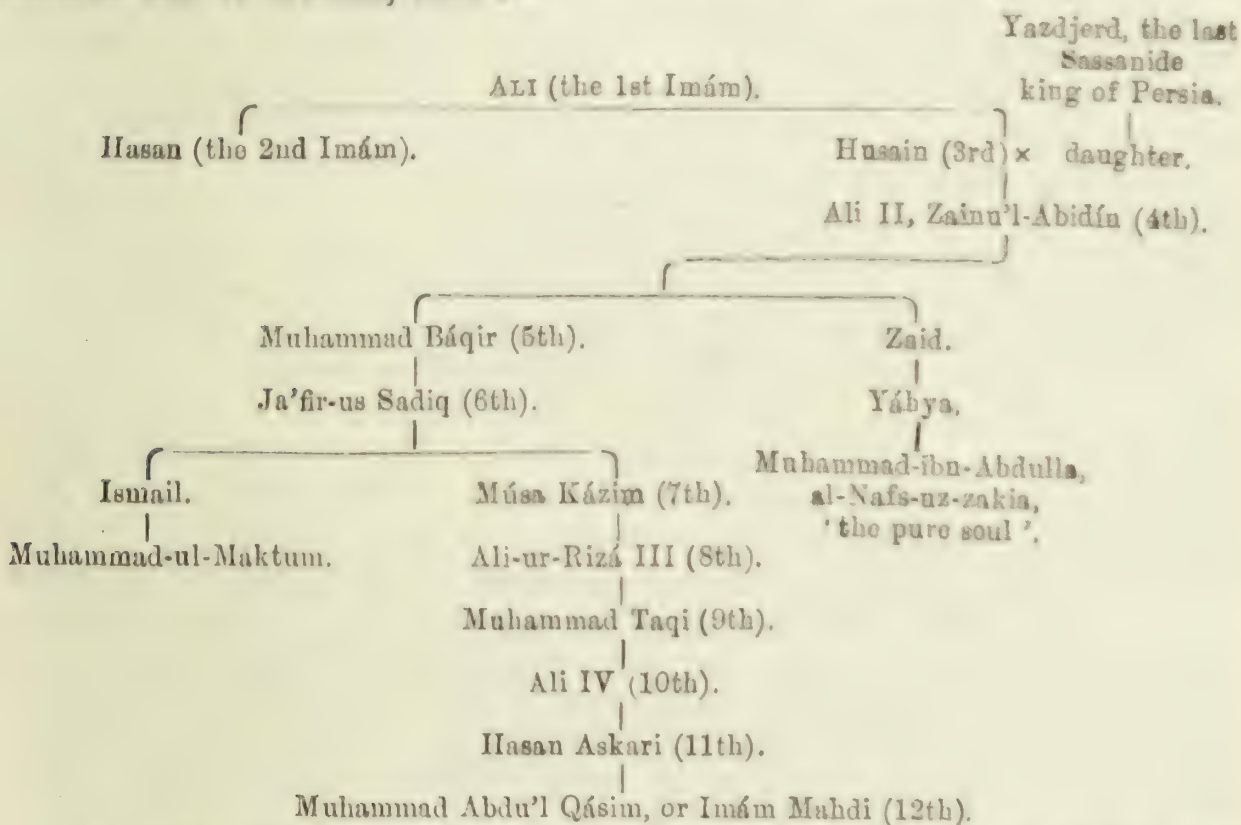 Yazdjerd, the last
Sassanide
king of Persia.
ALI (the 1st Imám).
Hasan (the 2nd Imám).
Husain (3rd) × daughter.
Ali II, Zainu'l-Abidín (4th).
Muhammad Báqir (5th). Zaid.
Ja'fir-us Sadiq (6th). Yáhya.
Ismail. Músa Kázim (7th). Muhammad-ibn-Abdulla,
al-Nafs-uz-zakia,
'the pure soul'.
Muhammad-ul-Maktum. Ali-ur-Rizá III (8th).
Muhammad Taqi (9th).
Ali IV (10th).
Hasan Askari (11th).
Muhammad Abdu'l Qásim, or Imám Mahdi (12th).